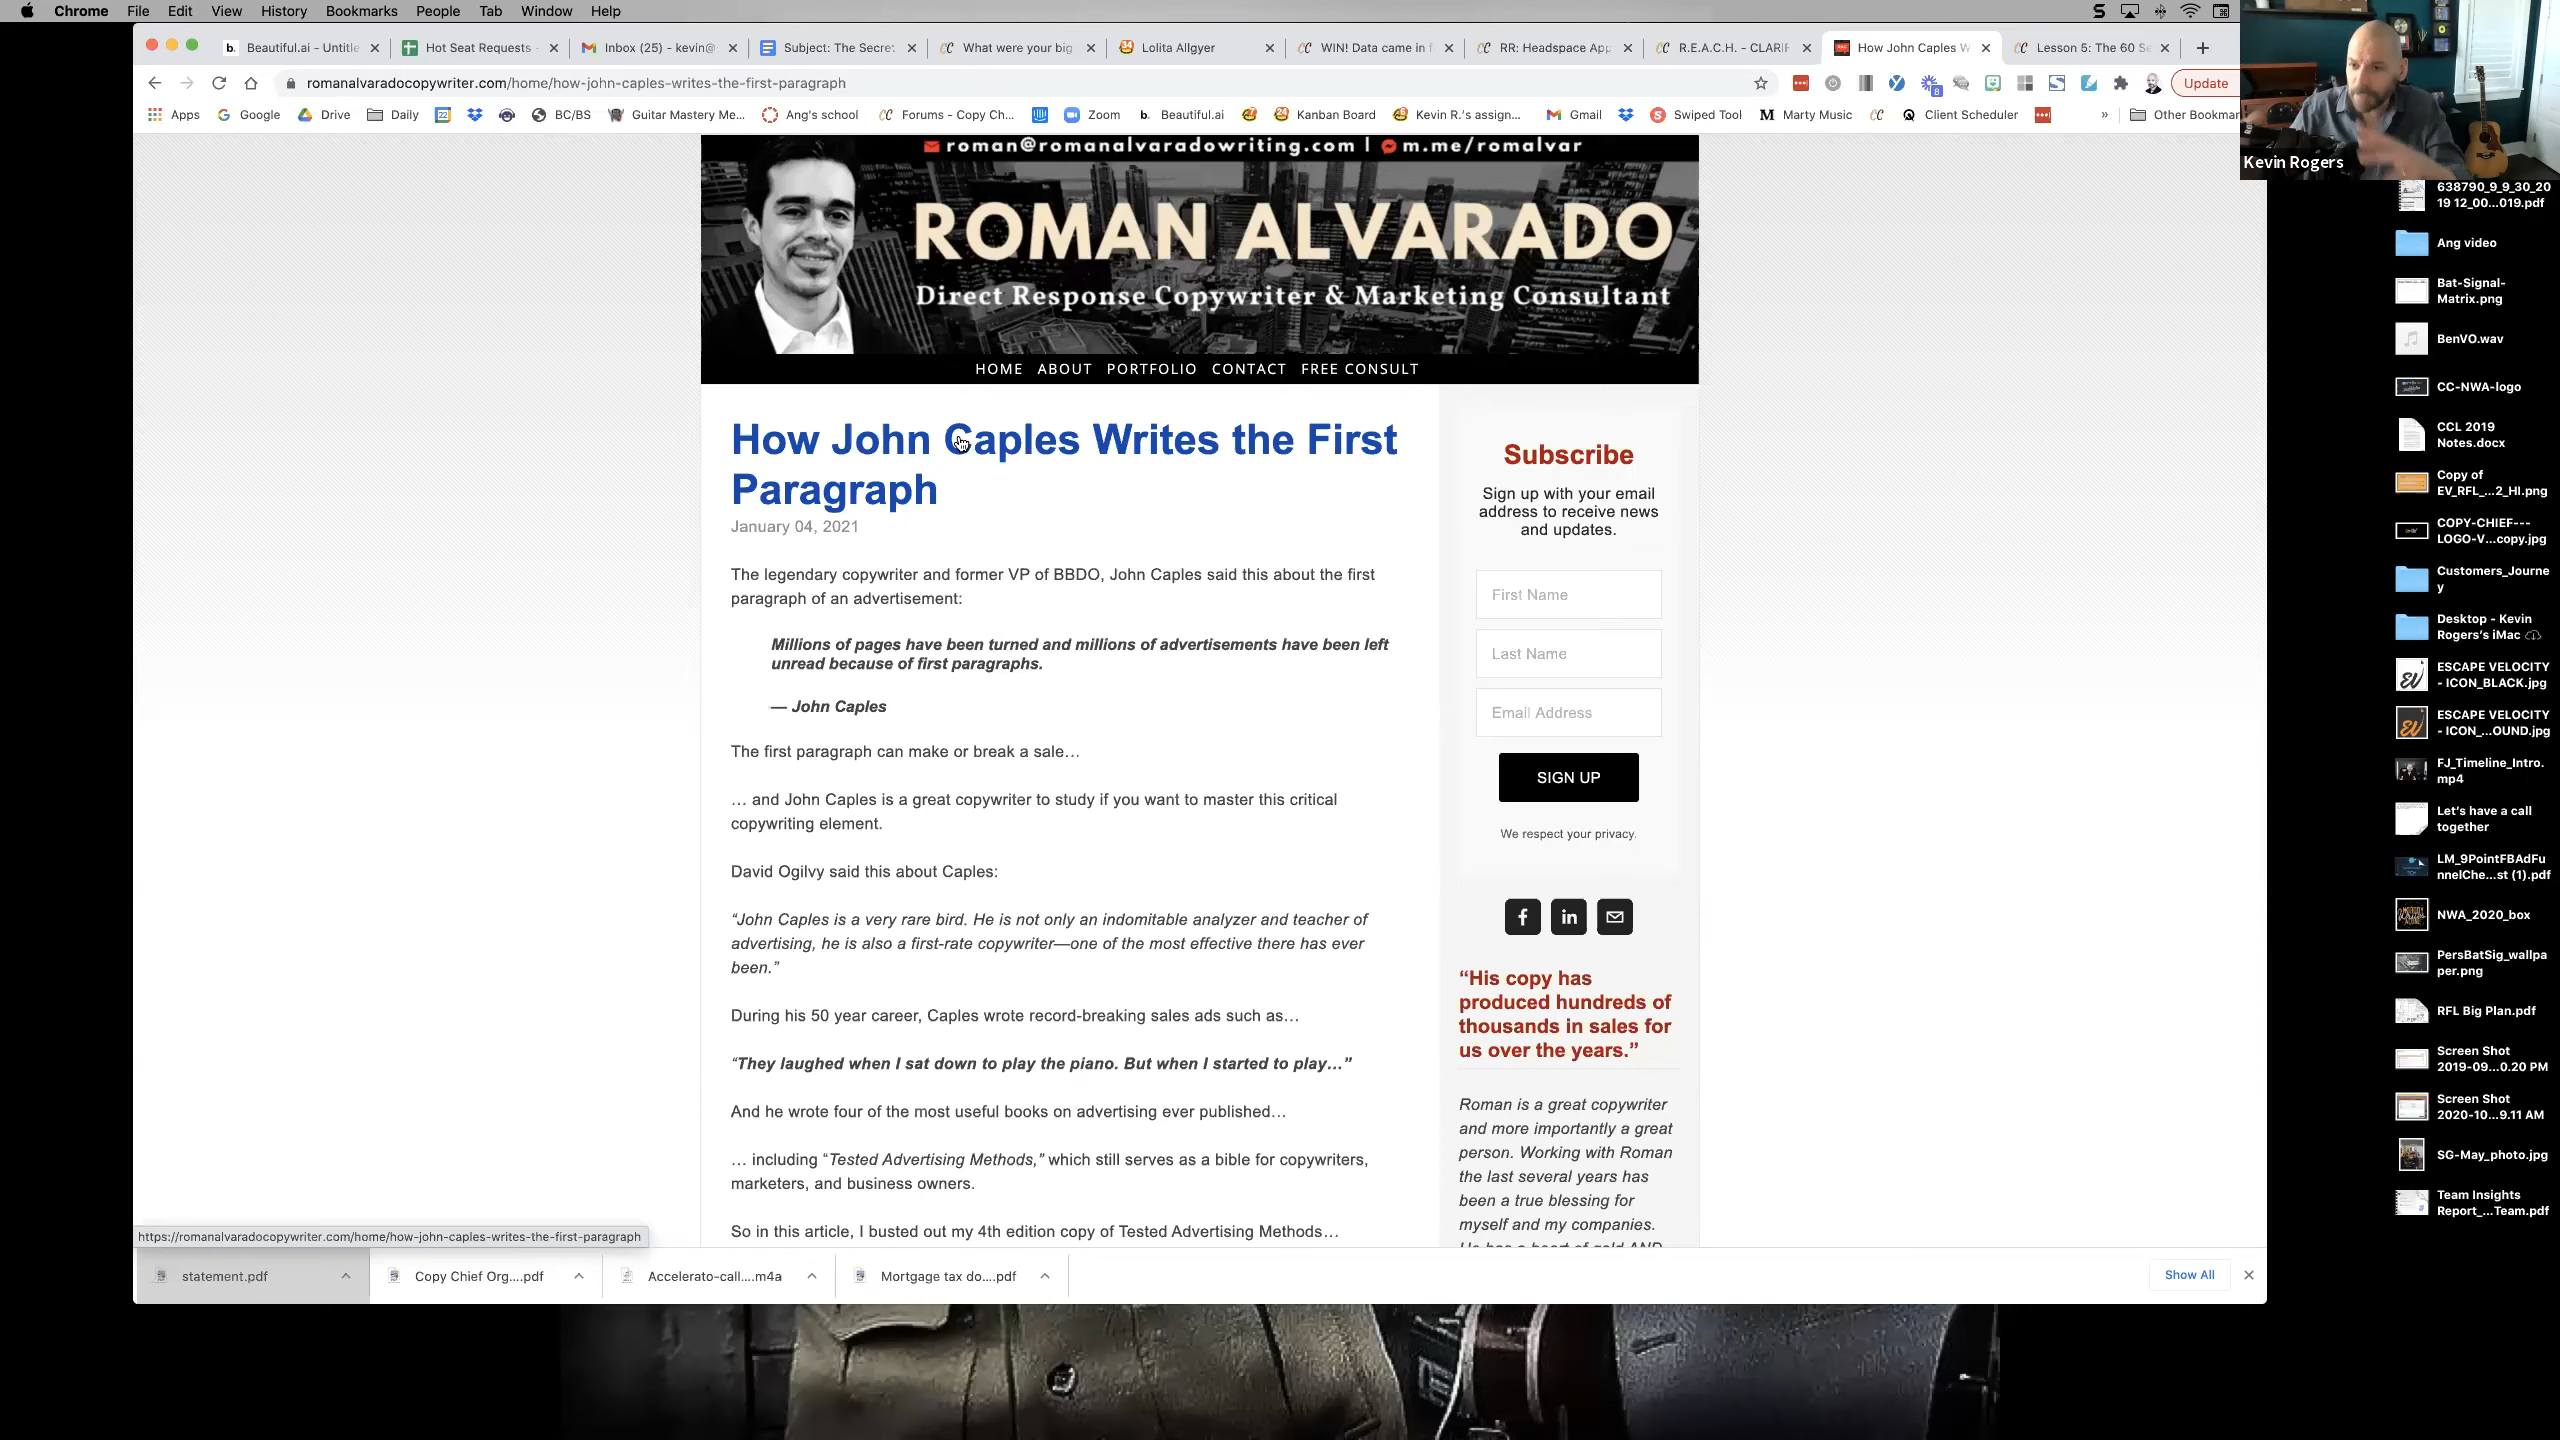 Chrome File Edit View History Bookmarks People Tab Window Help
Beautiful.ai - Untitle
Hot Seat Requests -
Inbox (25) - kevin@
Subject: The Secret
What were your big
Lolita Allgyer
WIN! Data came in f
RR: Headspace App
R.E.A.C.H. - CLARIF
How John Caples W
Lesson 5: The 60 Se
romanalvaradocopywriter.com/home/how-john-caples-writes-the-first-paragraph
8
Update
Apps Google Drive Daily 22 BC/BS Guitar Mastery Me... Ang's school Forums - Copy Ch... Zoom b. Beautiful.ai Kanban Board Kevin R.'s assign... Gmail Swiped Tool Marty Music Client Scheduler » Other Bookmar
Kevin Rogers
roman@romanalvaradowriting.com | m.me/romalvar
ROMAN ALVARADO
Direct Response Copywriter & Marketing Consultant
HOME ABOUT PORTFOLIO CONTACT FREE CONSULT
How John Caples Writes the First
Paragraph
January 04, 2021
The legendary copywriter and former VP of BBDO, John Caples said this about the first
paragraph of an advertisement:
Millions of pages have been turned and millions of advertisements have been left
unread because of first paragraphs.
— John Caples
The first paragraph can make or break a sale…
… and John Caples is a great copywriter to study if you want to master this critical
copywriting element.
David Ogilvy said this about Caples:
“John Caples is a very rare bird. He is not only an indomitable analyzer and teacher of
advertising, he is also a first-rate copywriter—one of the most effective there has ever
been.”
During his 50 year career, Caples wrote record-breaking sales ads such as…
“They laughed when I sat down to play the piano. But when I started to play…”
And he wrote four of the most useful books on advertising ever published…
… including “Tested Advertising Methods,” which still serves as a bible for copywriters,
marketers, and business owners.
So in this article, I busted out my 4th edition copy of Tested Advertising Methods…
Subscribe
Sign up with your email
address to receive news
and updates.
First Name
Last Name
Email Address
SIGN UP
We respect your privacy.
“His copy has
produced hundreds of
thousands in sales for
us over the years.”
Roman is a great copywriter
and more importantly a great
person. Working with Roman
the last several years has
been a true blessing for
myself and my companies.
He has a heart of gold AND
https://romanalvaradocopywriter.com/home/how-john-caples-writes-the-first-paragraph
statement.pdf
Copy Chief Org....pdf
Accelerato-call....m4a
Mortgage tax do....pdf
Show All
638790_9_9_30_20
19 12_00...019.pdf
Ang video
Bat-Signal-
Matrix.png
BenVO.wav
CC-NWA-logo
CCL 2019
Notes.docx
Copy of
EV_RFL_...2_HI.png
COPY-CHIEF---
LOGO-V...copy.jpg
Customers_Journe
y
Desktop - Kevin
Rogers's iMac
ESCAPE VELOCITY
- ICON_BLACK.jpg
ESCAPE VELOCITY
- ICON_...OUND.jpg
FJ_Timeline_Intro.
mp4
Let's have a call
together
LM_9PointFBAdFu
nnelChe...st (1).pdf
NWA_2020_box
PersBatSig_wallpa
per.png
RFL Big Plan.pdf
Screen Shot
2019-09...0.20 PM
Screen Shot
2020-10...9.11 AM
SG-May_photo.jpg
Team Insights
Report_...Team.pdf